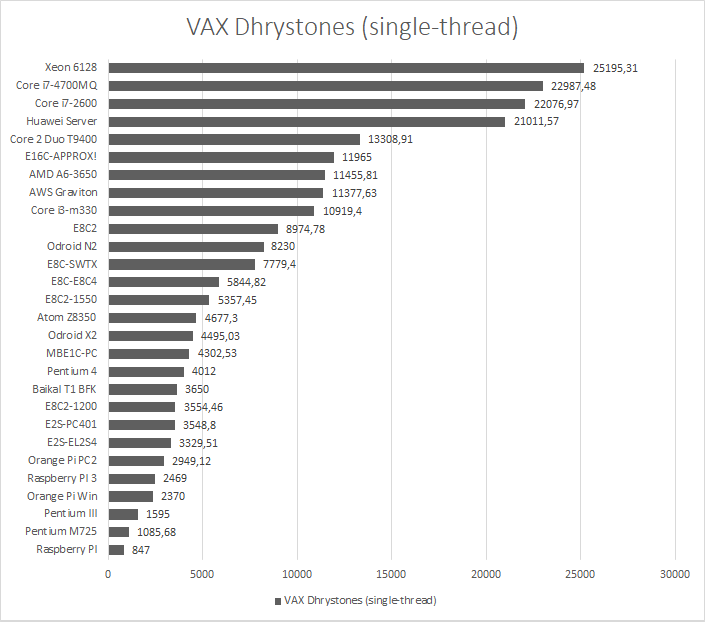 VAX Dhrystones (single-thread)
Xeon 6128 25195,31
Core i7-4700MQ 22987,48
Core i7-2600 22076,97
Huawei Server 21011,57
Core 2 Duo T9400 13308,91
E16C-APPROX! 11965
AMD A6-3650 11455,81
AWS Graviton 11377,63
Core i3-m330 10919,4
E8C2 8974,78
Odroid N2 8230
E8C-SWTX 7779,4
E8C-E8C4 5844,82
E8C2-1550 5357,45
Atom Z8350 4677,3
Odroid X2 4495,03
MBE1C-PC 4302,53
Pentium 4 4012
Baikal T1 BFK 3650
E8C2-1200 3554,46
E2S-PC401 3548,8
E2S-EL2S4 3329,51
Orange Pi PC2 2949,12
Raspberry PI 3 2469
Orange Pi Win 2370
Pentium III 1595
Pentium M725 1085,68
Raspberry PI 847
0 5000 10000 15000 20000 25000 30000
VAX Dhrystones (single-thread)